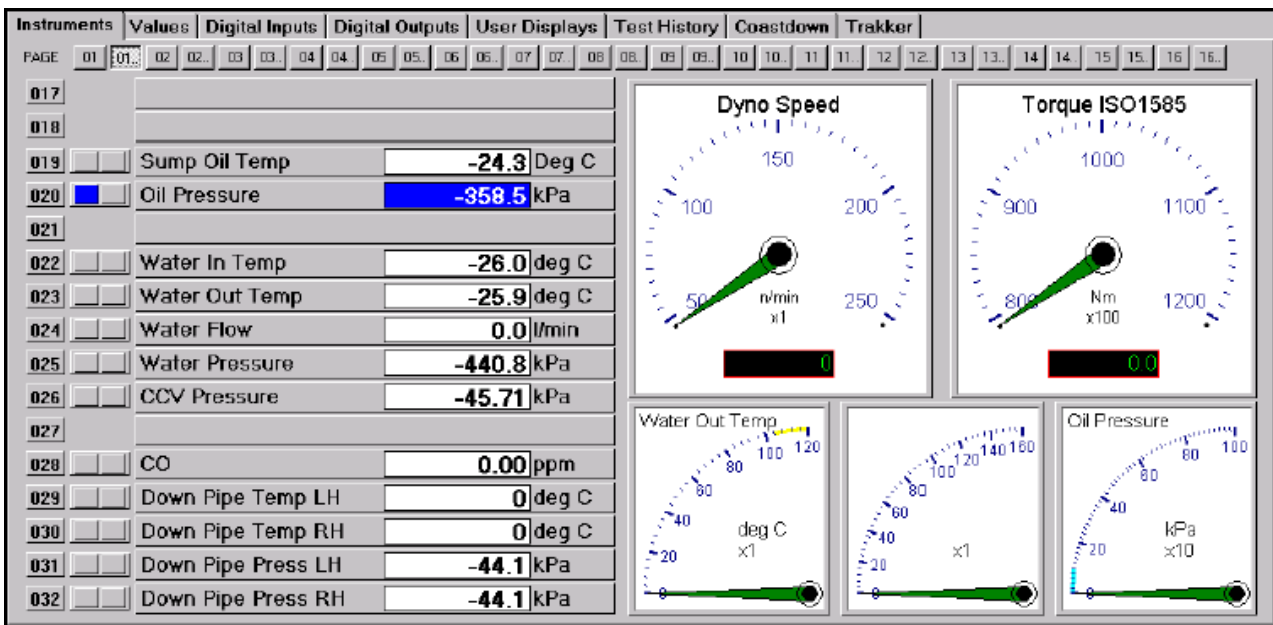 Instruments Values Digital Inputs Digital Outputs User Displays Test History Coastdown Trakker
PAGE 01 01.. 02 02.. 03 03.. 04 04.. 05 05.. 06 06.. 07 07.. 08 08.. 09 09.. 10 10.. 11 11.. 12 12.. 13 13.. 14 14.. 15 15.. 16 16..
017
018
019 Sump Oil Temp -24.3 Deg C
020 Oil Pressure -358.5 kPa
021
022 Water In Temp -26.0 deg C
023 Water Out Temp -25.9 deg C
024 Water Flow 0.0 l/min
025 Water Pressure -440.8 kPa
026 CCV Pressure -45.71 kPa
027
028 CO 0.00 ppm
029 Down Pipe Temp LH 0 deg C
030 Down Pipe Temp RH 0 deg C
031 Down Pipe Press LH -44.1 kPa
032 Down Pipe Press RH -44.1 kPa
Dyno Speed
150
100 200
50 250
n/min
x1
0
Torque ISO1585
1000
900 1100
800 1200
Nm
x100
0.0
Water Out Temp
0 20 40 60 80 100 120
deg C
x1
0 20 40 60 80 100 120 140 160
x1
Oil Pressure
0 20 40 60 80 100
kPa
x10